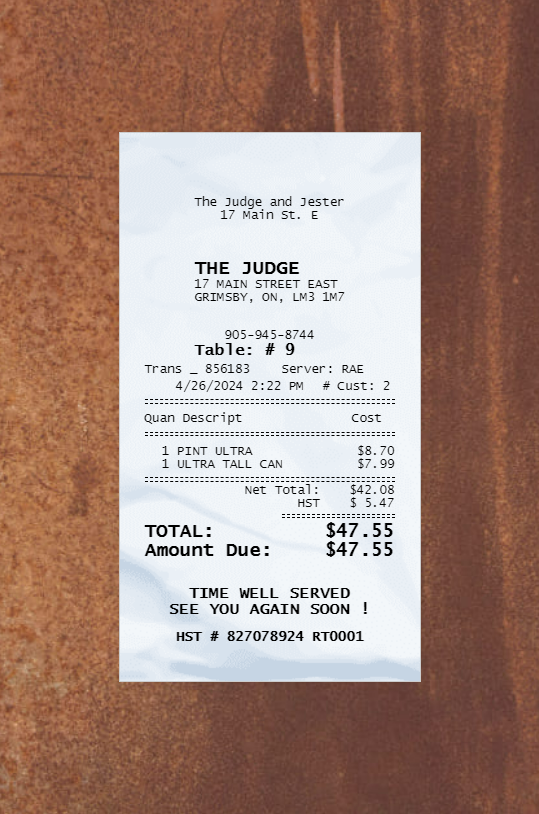 The Judge and Jester
17 Main St. E
THE JUDGE
17 MAIN STREET EAST
GRIMSBY, ON, LM3 1M7
905-945-8744
Table: # 9
Trans _ 856183 Server: RAE
4/26/2024 2:22 PM # Cust: 2
Quan Descript Cost
1 PINT ULTRA $8.70
1 ULTRA TALL CAN $7.99
Net Total: $42.08
HST $ 5.47
TOTAL: $47.55
Amount Due: $47.55
TIME WELL SERVED
SEE YOU AGAIN SOON !
HST # 827078924 RT0001